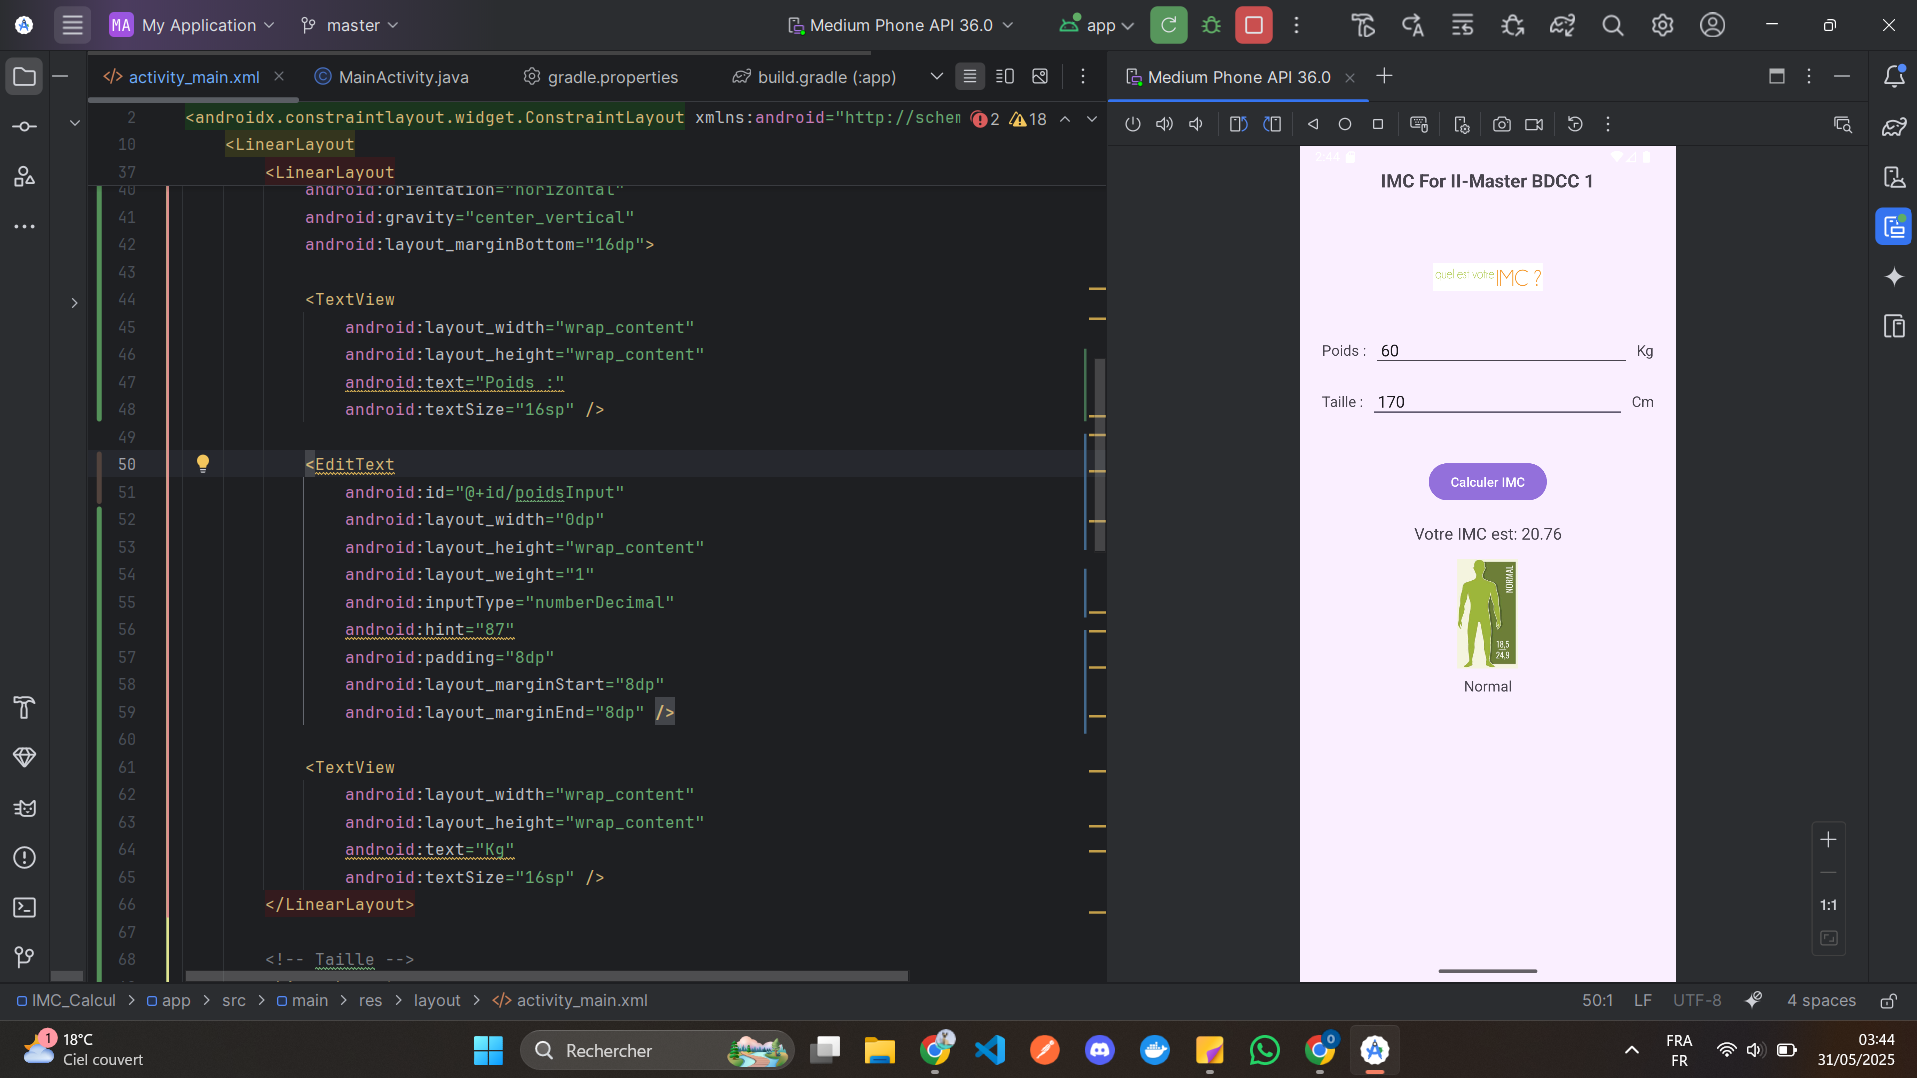 MA My Application master Medium Phone API 36.0 app
activity_main.xml MainActivity.java gradle.properties build.gradle (:app) Medium Phone API 36.0
2 <androidx.constraintlayout.widget.ConstraintLayout xmlns:android="http://schem 2 18
10 <LinearLayout
37 <LinearLayout
40 android:orientation="horizontal"
41 android:gravity="center_vertical"
42 android:layout_marginBottom="16dp">
43
44 <TextView
45 android:layout_width="wrap_content"
46 android:layout_height="wrap_content"
47 android:text="Poids :"
48 android:textSize="16sp" />
49
50 <EditText
51 android:id="@+id/poidsInput"
52 android:layout_width="0dp"
53 android:layout_height="wrap_content"
54 android:layout_weight="1"
55 android:inputType="numberDecimal"
56 android:hint="87"
57 android:padding="8dp"
58 android:layout_marginStart="8dp"
59 android:layout_marginEnd="8dp" />
60
61 <TextView
62 android:layout_width="wrap_content"
63 android:layout_height="wrap_content"
64 android:text="Kg"
65 android:textSize="16sp" />
66 </LinearLayout>
67
68 <!-- Taille -->
2:44
IMC For II-Master BDCC 1
quel est votre IMC ?
Poids : 60 Kg
Taille : 170 Cm
Calculer IMC
Votre IMC est: 20.76
NORMAL
18,5
24,9
Normal
1:1
IMC_Calcul > app > src > main > res > layout > activity_main.xml 50:1 LF UTF-8 4 spaces
1 18°C
Ciel couvert
Rechercher
0
FRA
FR
03:44
31/05/2025